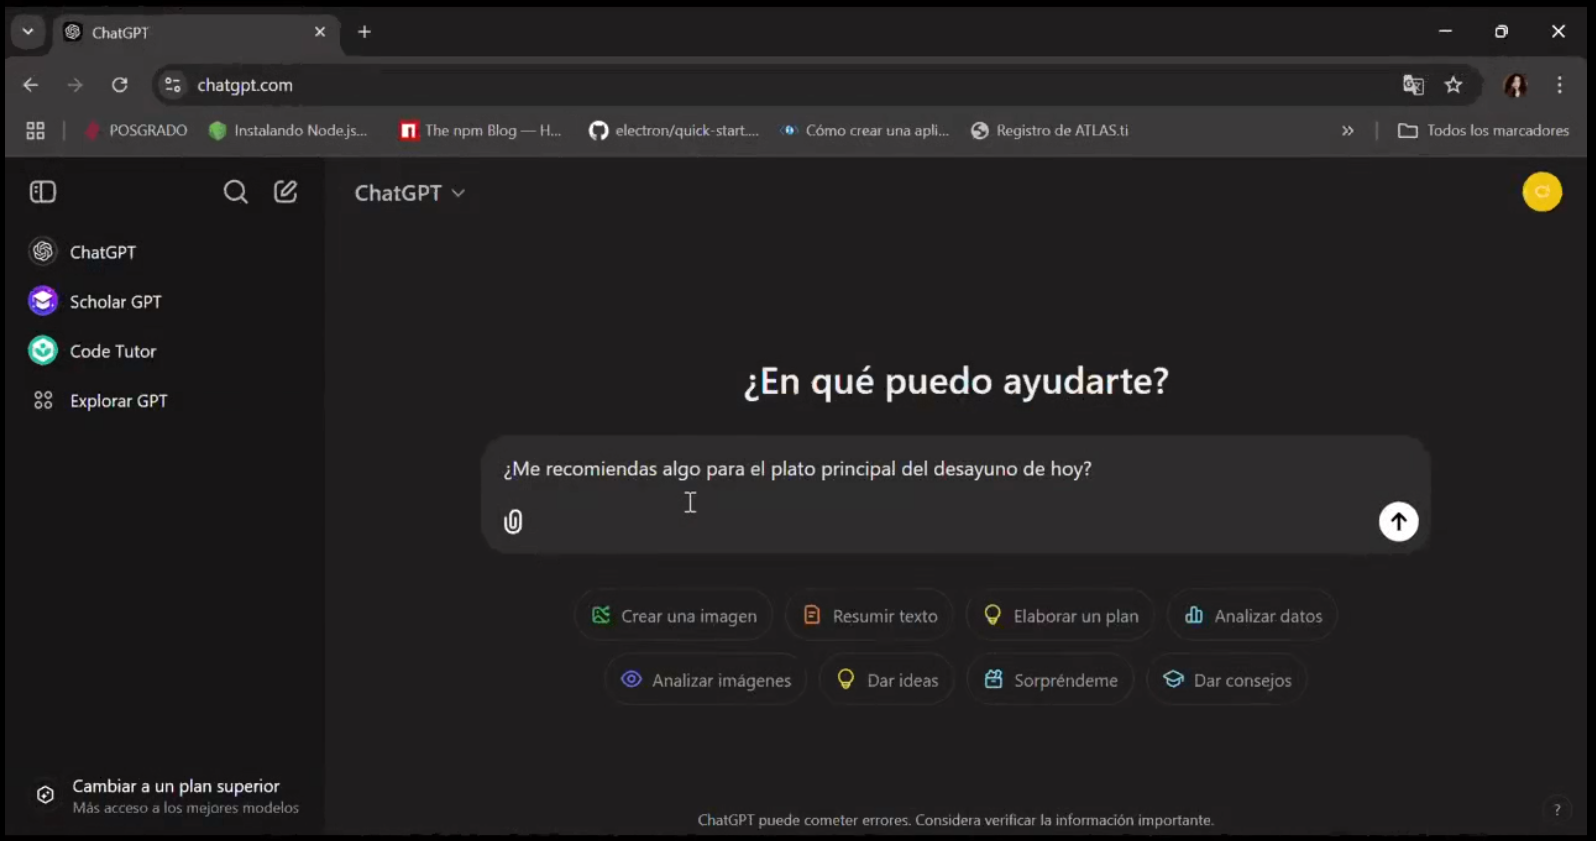 ChatGPT
chatgpt.com
POSGRADO
Instalando Node.js...
The npm Blog — H...
electron/quick-start....
Cómo crear una apli...
Registro de ATLAS.ti
»
Todos los marcadores
ChatGPT
ChatGPT
Scholar GPT
Code Tutor
Explorar GPT
¿En qué puedo ayudarte?
¿Me recomiendas algo para el plato principal del desayuno de hoy?
Crear una imagen
Resumir texto
Elaborar un plan
Analizar datos
Analizar imágenes
Dar ideas
Sorpréndeme
Dar consejos
Cambiar a un plan superior
Más acceso a los mejores modelos
ChatGPT puede cometer errores. Considera verificar la información importante.
?